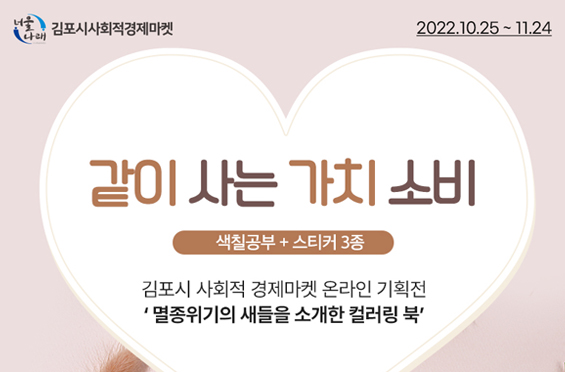 너울
나래
김포시사회적경제마켓
2022.10.25 ~ 11.24
같이 사는 가치 소비
색칠공부 + 스티커 3종
김포시 사회적 경제마켓 온라인 기획전
‘ 멸종위기의 새들을 소개한 컬러링 북’